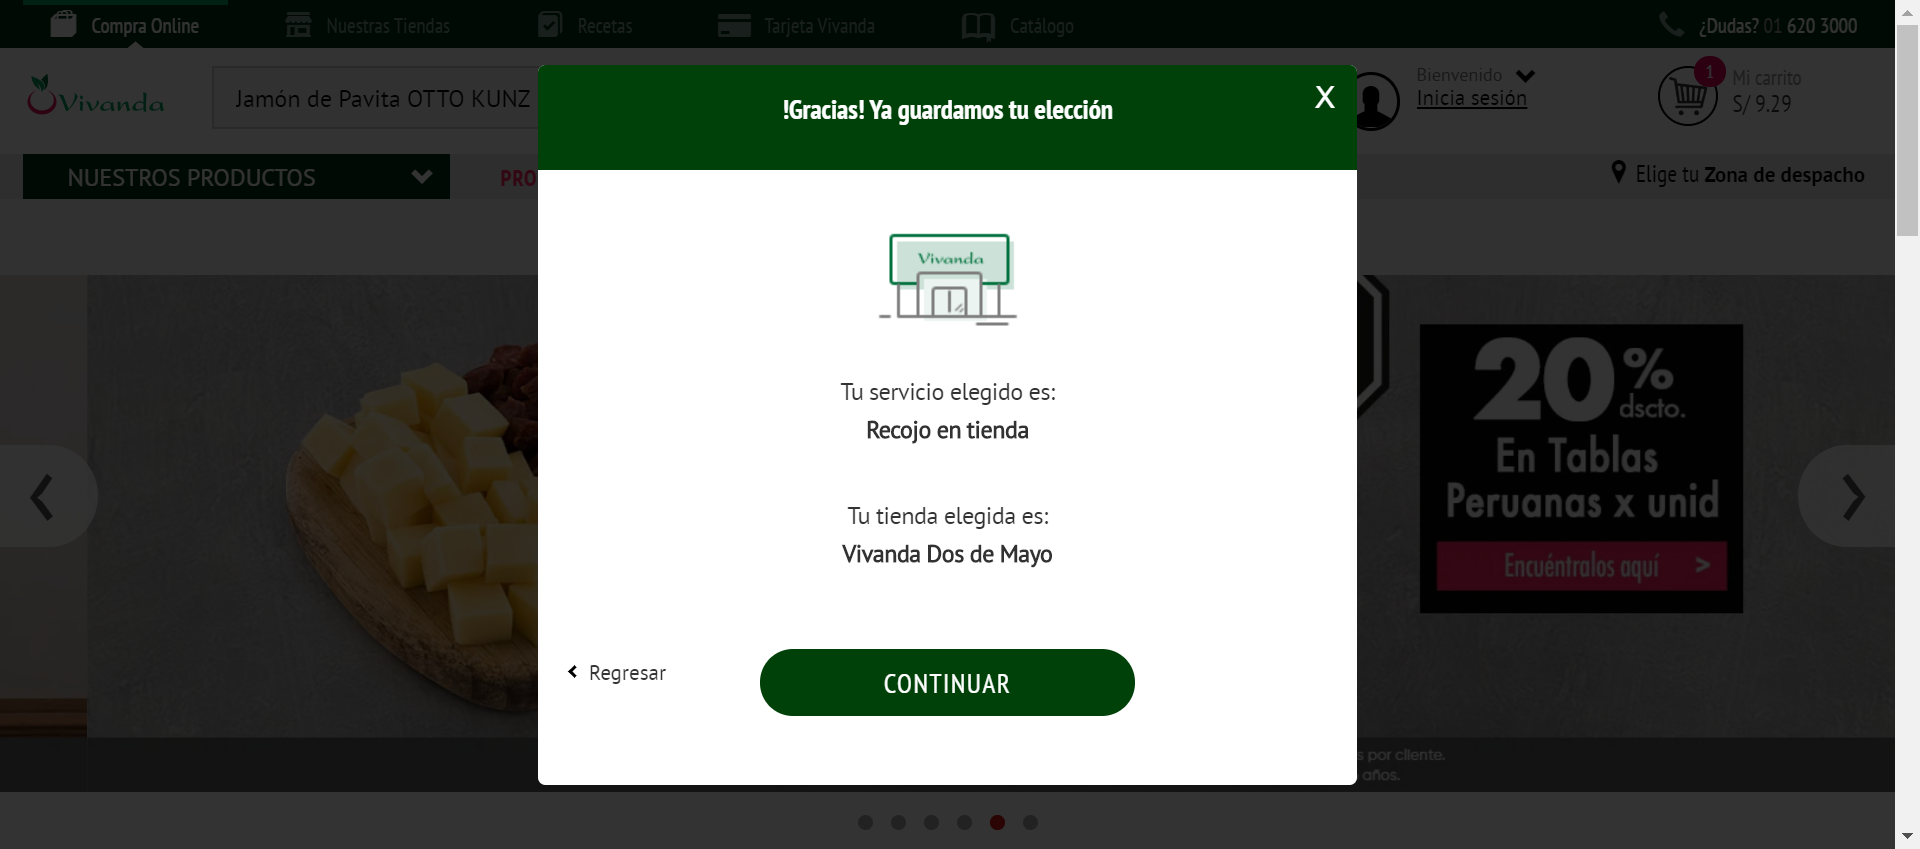 Compra Online
Nuestras Tiendas
Recetas
Tarjeta Vivanda
Catálogo
¿Dudas? 01 620 3000
Vivanda
Jamón de Pavita OTTO KUNZ
Bienvenido
Inicia sesión
1
Mi carrito
S/ 9.29
NUESTROS PRODUCTOS
PRO
Elige tu Zona de despacho
!Gracias! Ya guardamos tu elección
X
Vivanda
Tu servicio elegido es:
Recojo en tienda
Tu tienda elegida es:
Vivanda Dos de Mayo
Regresar
CONTINUAR
20%
dscto.
En Tablas
Peruanas x unid
Encuéntralos aquí >
s por cliente.
años.